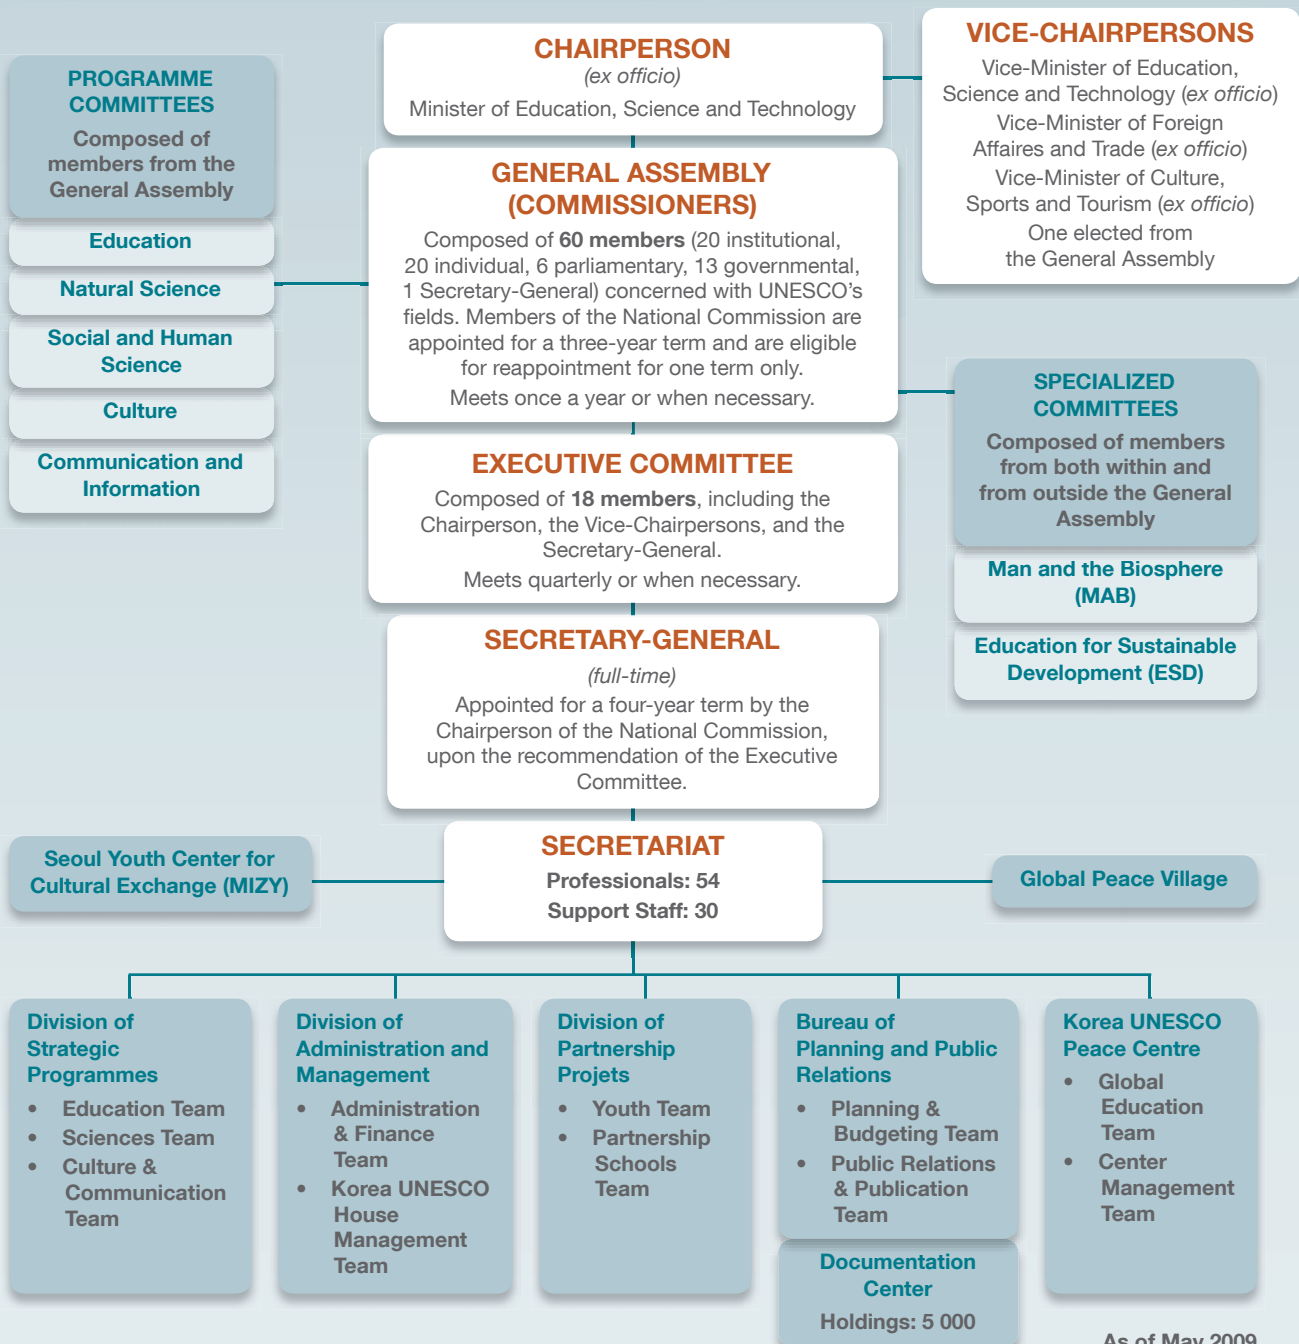 CHAIRPERSON
(ex officio)
Minister of Education, Science and Technology
VICE-CHAIRPERSONS
Vice-Minister of Education,
Science and Technology (ex officio)
Vice-Minister of Foreign
Affaires and Trade (ex officio)
Vice-Minister of Culture,
Sports and Tourism (ex officio)
One elected from
the General Assembly
PROGRAMME
COMMITTEES
Composed of
members from the
General Assembly
Education
Natural Science
Social and Human
Science
Culture
Communication and
Information
GENERAL ASSEMBLY
(COMMISSIONERS)
Composed of 60 members (20 institutional,
20 individual, 6 parliamentary, 13 governmental,
1 Secretary-General) concerned with UNESCO's
fields. Members of the National Commission are
appointed for a three-year term and are eligible
for reappointment for one term only.
Meets once a year or when necessary.
SPECIALIZED
COMMITTEES
Composed of members
from both within and
from outside the General
Assembly
Man and the Biosphere
(MAB)
Education for Sustainable
Development (ESD)
EXECUTIVE COMMITTEE
Composed of 18 members, including the
Chairperson, the Vice-Chairpersons, and the
Secretary-General.
Meets quarterly or when necessary.
SECRETARY-GENERAL
(full-time)
Appointed for a four-year term by the
Chairperson of the National Commission,
upon the recommendation of the Executive
Committee.
Seoul Youth Center for
Cultural Exchange (MIZY)
SECRETARIAT
Professionals: 54
Support Staff: 30
Global Peace Village
Division of
Strategic
Programmes
• Education Team
• Sciences Team
• Culture &
Communication
Team
Division of
Administration and
Management
• Administration
& Finance
Team
• Korea UNESCO
House
Management
Team
Division of
Partnership
Projets
• Youth Team
• Partnership
Schools
Team
Bureau of
Planning and Public
Relations
• Planning &
Budgeting Team
• Public Relations
& Publication
Team
Documentation
Center
Holdings: 5 000
Korea UNESCO
Peace Centre
• Global
Education
Team
• Center
Management
Team
As of May 2009